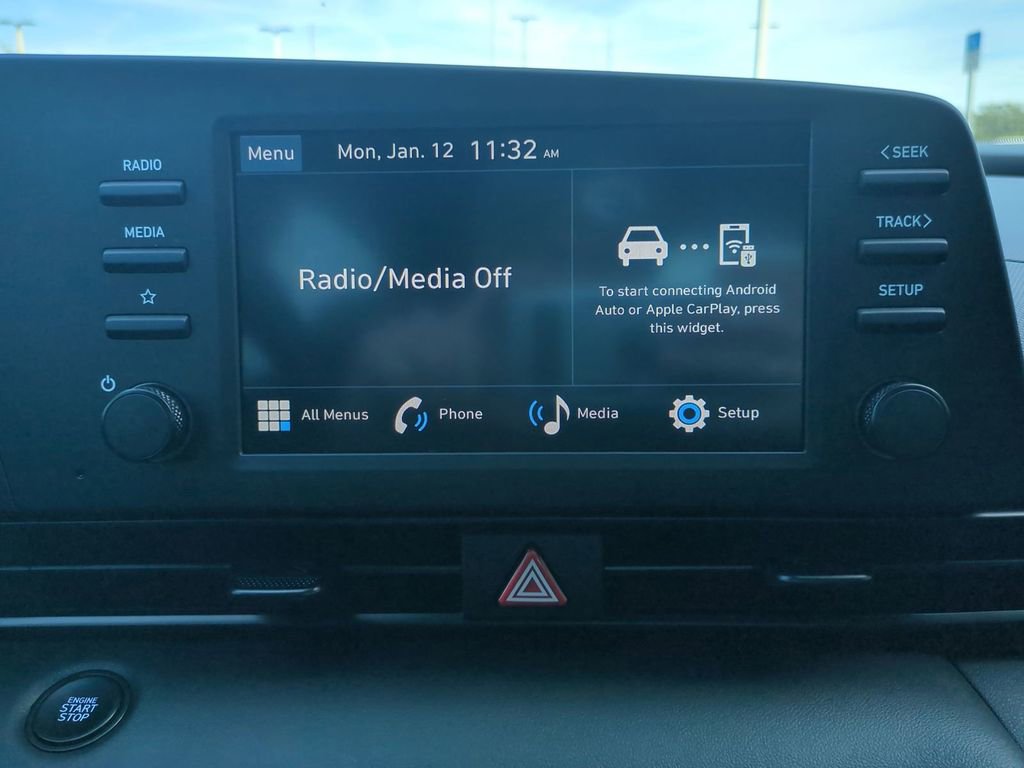 RADIO
MEDIA
Menu
Mon, Jan. 12 11:32 AM
Radio/Media Off
To start connecting Android
Auto or Apple CarPlay, press
this widget.
All Menus
Phone
Media
Setup
<SEEK
TRACK>
SETUP
ENGINE
START
STOP